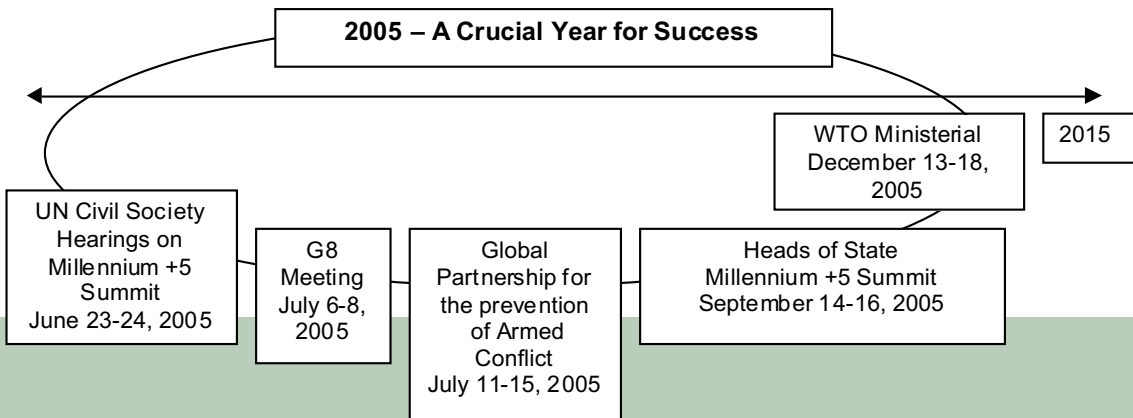 2005 – A Crucial Year for Success
WTO Ministerial
December 13-18,
2005
2015
UN Civil Society
Hearings on
Millennium +5
Summit
June 23-24, 2005
G8
Meeting
July 6-8,
2005
Global
Partnership for
the prevention
of Armed
Conflict
July 11-15, 2005
Heads of State
Millennium +5 Summit
September 14-16, 2005